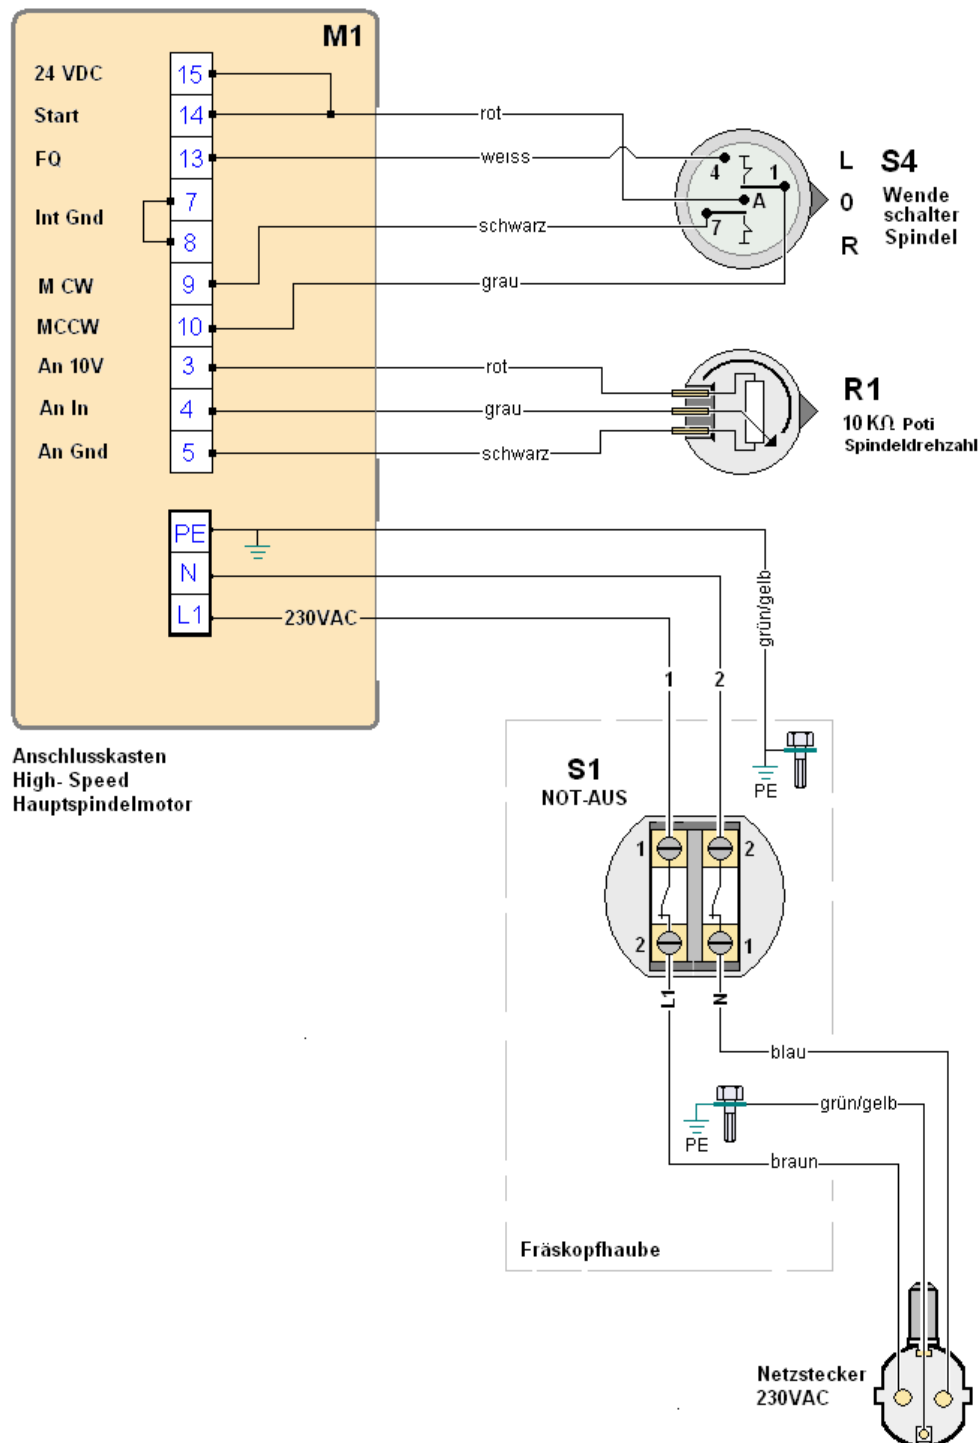 M1
24 VDC 15
Start 14 rot
FQ 13 weiss
Int Gnd 7
8
schwarz
M CW 9 grau
MCCW 10
An 10V 3 rot
An In 4 grau
An Gnd 5 schwarz
4 1
A
7
L S4
0 Wende
schalter
R Spindel
R1
10 KΩ Poti
Spindeldrehzahl
PE
N
L1 230VAC
grün/gelb
1 2
Anschlusskasten
High- Speed
Hauptspindelmotor
S1
NOT-AUS
PE
1 2
2 1
L1 N
blau
grün/gelb
PE
braun
Fräskopfhaube
Netzstecker
230VAC